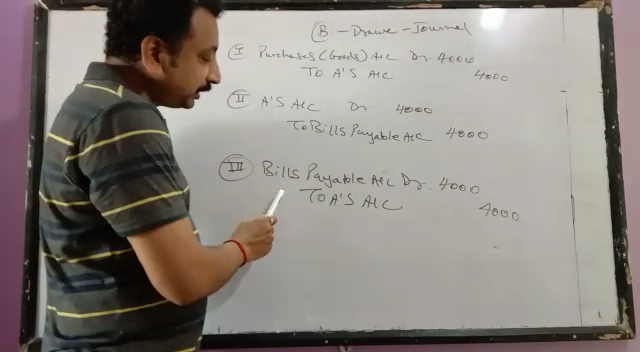 B - Drawee - Journal
I Purchases (Goods) A/C Dr. 4000
To A'S A/C 4000
II A'S A/C Dr 4000
To Bills Payable A/C 4000
III Bills Payable A/C Dr. 4000
To A'S A/C 4000